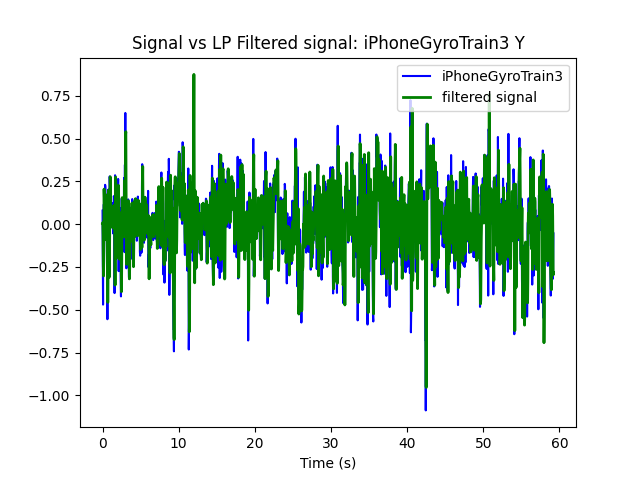 Signal vs LP Filtered signal: iPhoneGyroTrain3 Y
iPhoneGyroTrain3
filtered signal
0.75
0.50
0.25
0.00
−0.25
−0.50
−0.75
−1.00
0 10 20 30 40 50 60
Time (s)